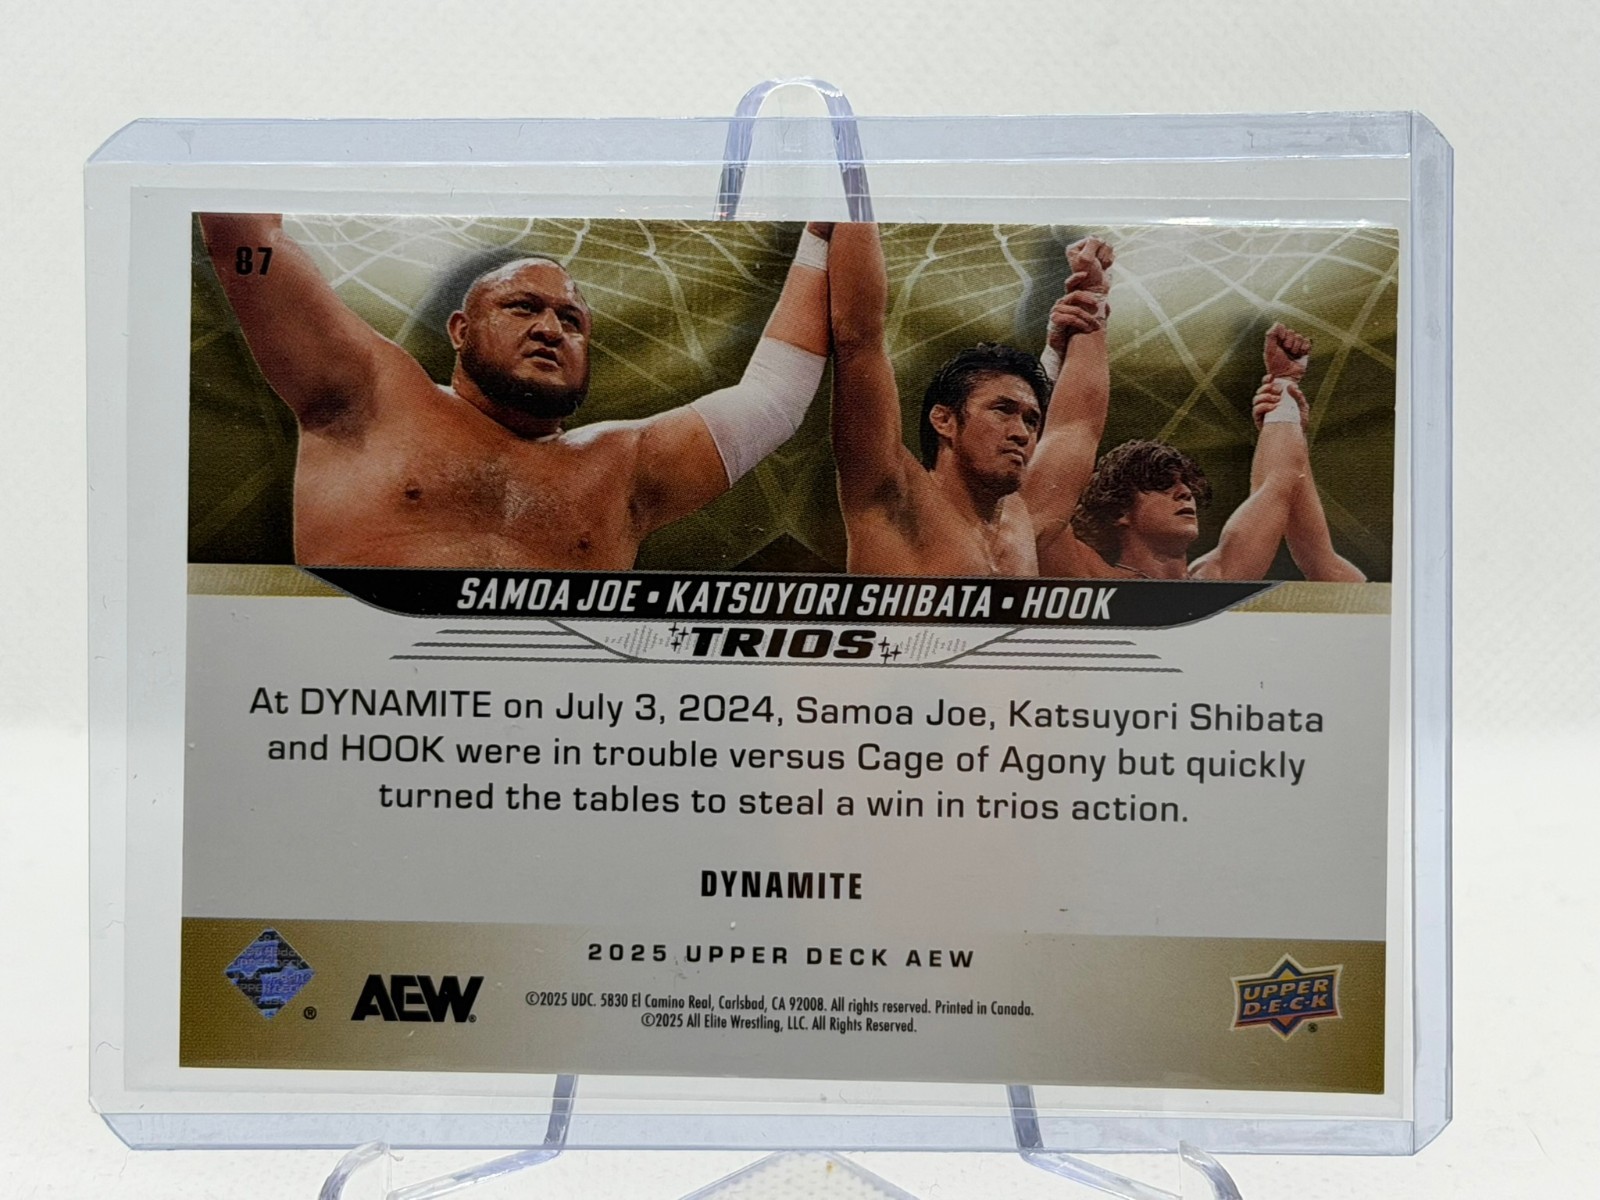 87
SAMOA JOE • KATSUYORI SHIBATA • HOOK
TRIOS
At DYNAMITE on July 3, 2024, Samoa Joe, Katsuyori Shibata
and HOOK were in trouble versus Cage of Agony but quickly
turned the tables to steal a win in trios action.
DYNAMITE
2025 UPPER DECK AEW
®
AEW®
©2025 UDC. 5830 El Camino Real, Carlsbad, CA 92008. All rights reserved. Printed in Canada.
©2025 All Elite Wrestling, LLC. All Rights Reserved.
UPPER
D·E·C·K
®